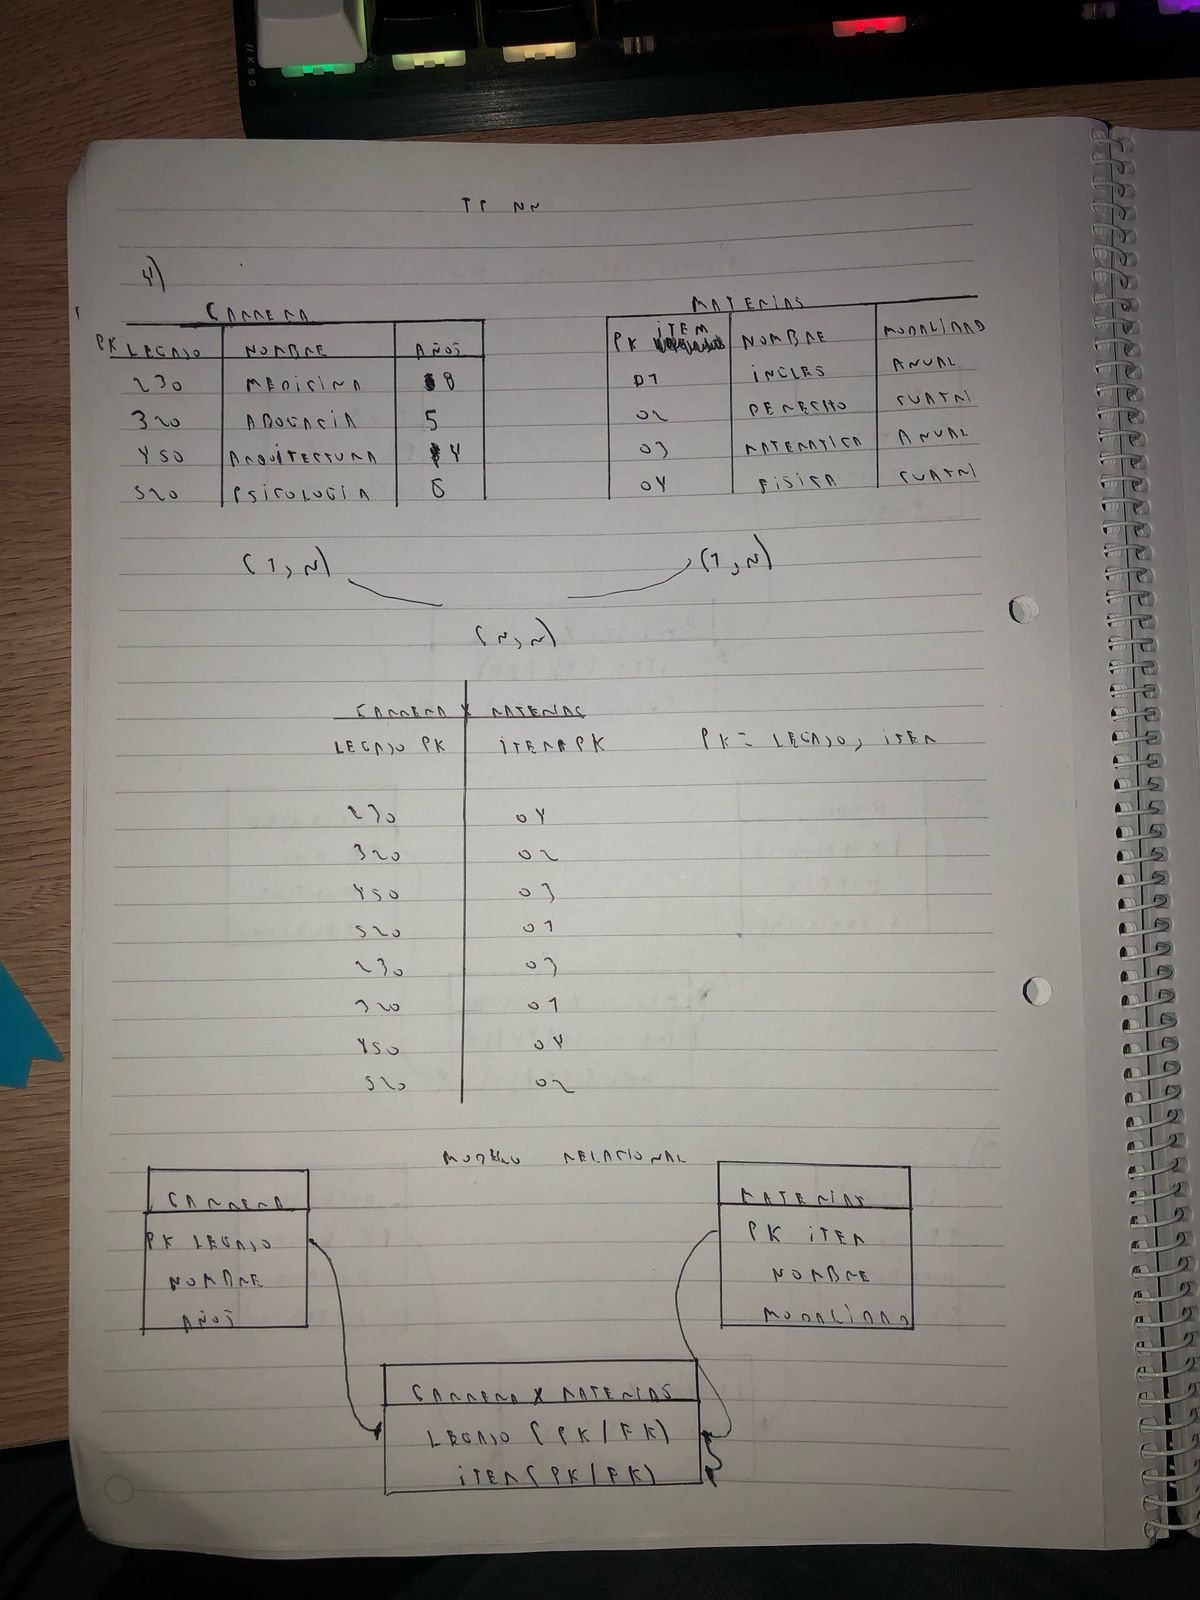 TP NN
4)
CARRERA
PK LEGAJO NOMBRE AÑOS
230 MEDICINA 8
320 ABOGACIA 5
450 ARQUITECTURA 4
520 PSICOLOGIA 6
MATERIAS
PK ITEM NOMBRE MODALIDAD
01 INGLES ANUAL
02 DERECHO CUATRI
03 MATEMATICA ANUAL
04 FISICA CUATRI
(1,N) (1,N)
(N,N)
CARRERA X MATERIAS
LEGAJO PK ITEM PK PK = LEGAJO, ITEM
230 04
320 02
450 03
520 01
230 03
320 01
450 04
520 02
MODELO RELACIONAL
CARRERA
PK LEGAJO
NOMBRE
AÑOS
MATERIAS
PK ITEM
NOMBRE
MODALIDAD
CARRERA X MATERIAS
LEGAJO (PK/FK)
ITEM (PK/FK)